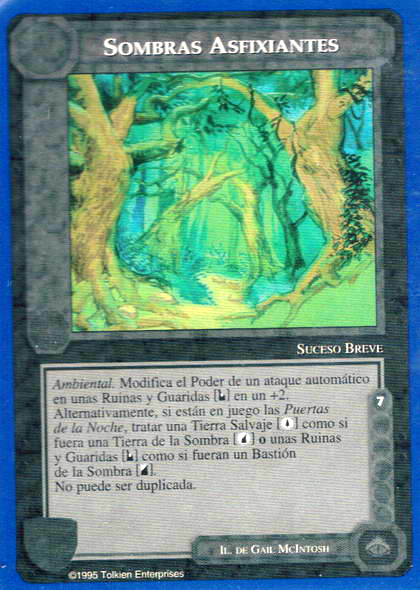 SOMBRAS ASFIXIANTES
SUCESO BREVE
Ambiental. Modifica el Poder de un ataque automático
en unas Ruinas y Guaridas [] en un +2.
Alternativamente, si están en juego las Puertas
de la Noche, tratar una Tierra Salvaje [] como si
fuera una Tierra de la Sombra [] o unas Ruinas
y Guaridas [] como si fueran un Bastión
de la Sombra [].
No puede ser duplicada.
7
IL. DE GAIL MCINTOSH
©1995 Tolkien Enterprises